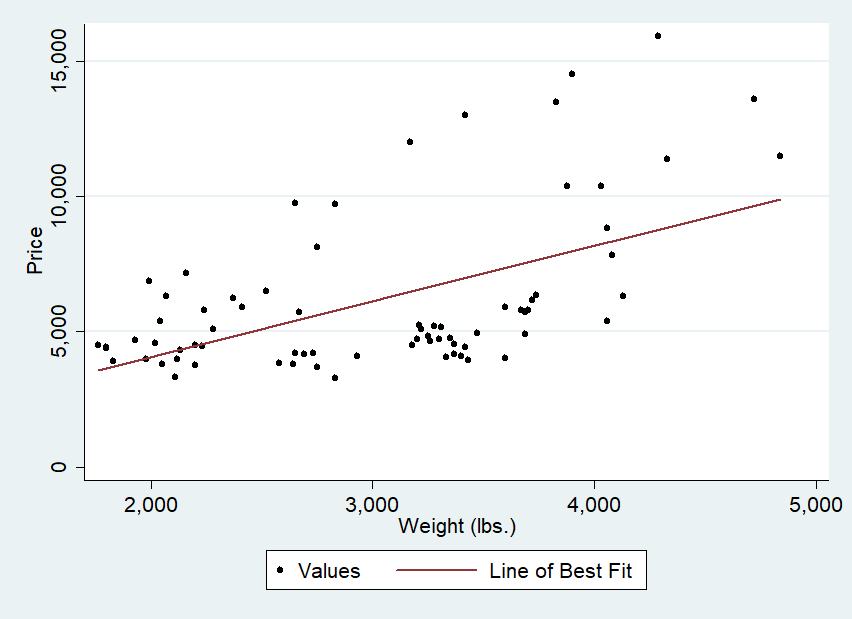 Price
15,000
10,000
5,000
0
2,000 3,000 4,000 5,000
Weight (lbs.)
Values Line of Best Fit